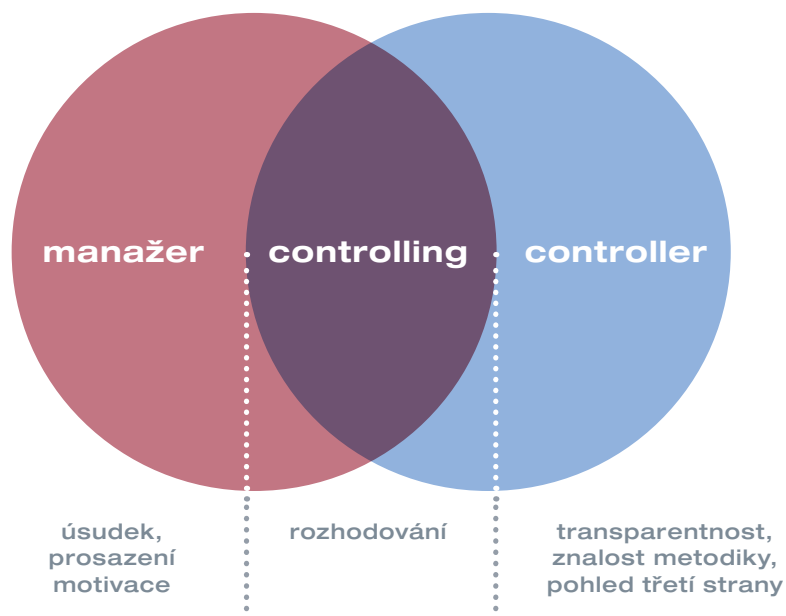 manažer
controlling
controller
úsudek,
prosazení
motivace
rozhodování
transparentnost,
znalost metodiky,
pohled třetí strany